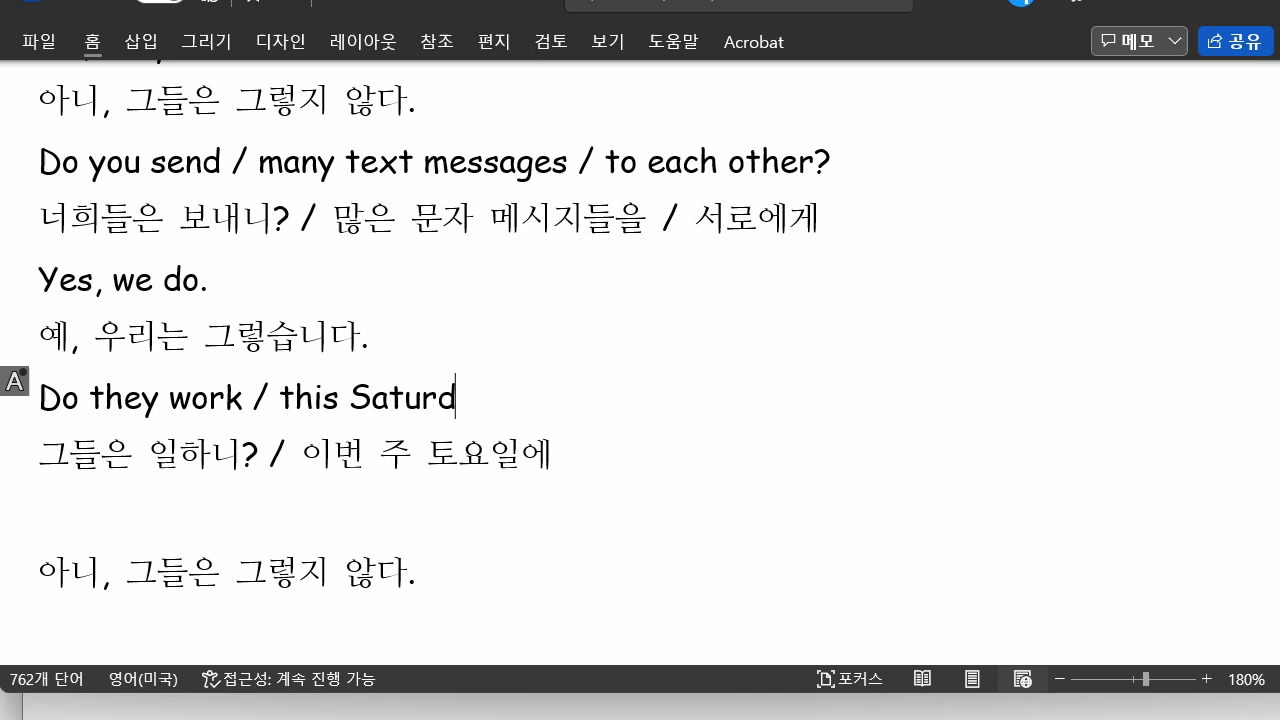 파일 홈 삽입 그리기 디자인 레이아웃 참조 편지 검토 보기 도움말 Acrobat 메모 공유
아니, 그들은 그렇지 않다.
Do you send / many text messages / to each other?
너희들은 보내니? / 많은 문자 메시지들을 / 서로에게
Yes, we do.
예, 우리는 그렇습니다.
Do they work / this Saturd
그들은 일하니? / 이번 주 토요일에
아니, 그들은 그렇지 않다.
762개 단어 영어(미국) 접근성: 계속 진행 가능 포커스 180%